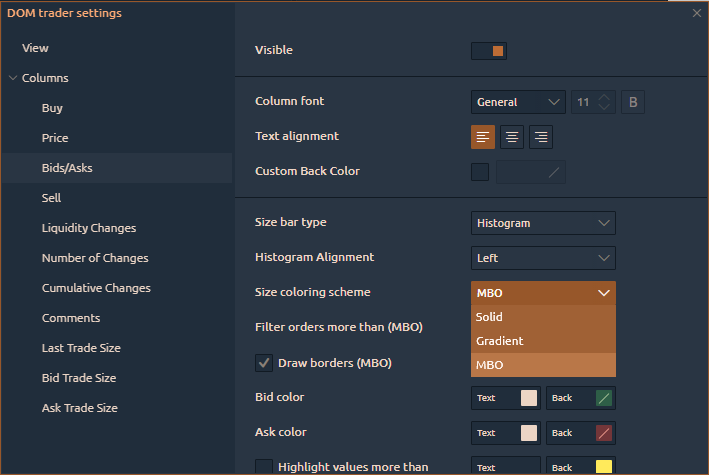 DOM trader settings
View
Columns
Buy
Price
Bids/Asks
Sell
Liquidity Changes
Number of Changes
Cumulative Changes
Comments
Last Trade Size
Bid Trade Size
Ask Trade Size
Visible
Column font General 11 B
Text alignment
Custom Back Color
Size bar type Histogram
Histogram Alignment Left
Size coloring scheme MBO
Solid
Gradient
MBO
Filter orders more than (MBO)
Draw borders (MBO)
Bid color Text Back
Ask color Text Back
Highlight values more than Text Back